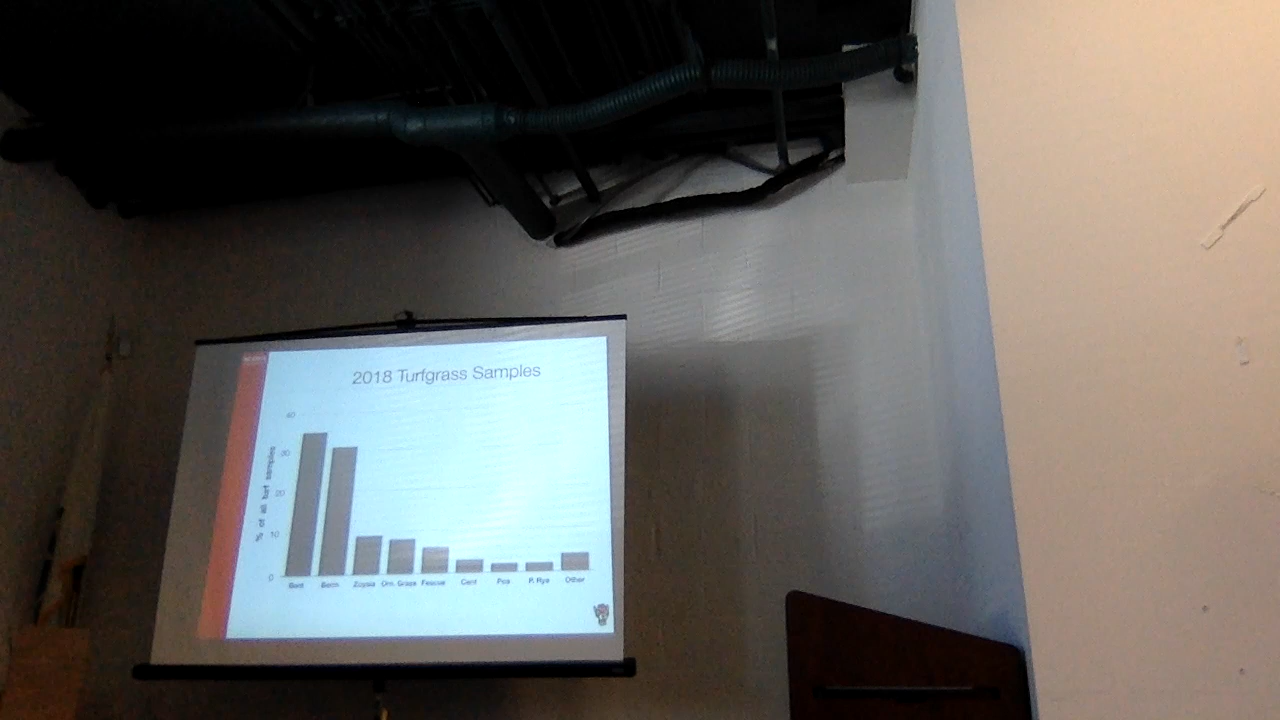 2018 Turfgrass Samples
40
30
20
10
0
% of all turf samples
Bent Berm Zoysia Orn. Grass Fescue Cent Poa P. Rye Other